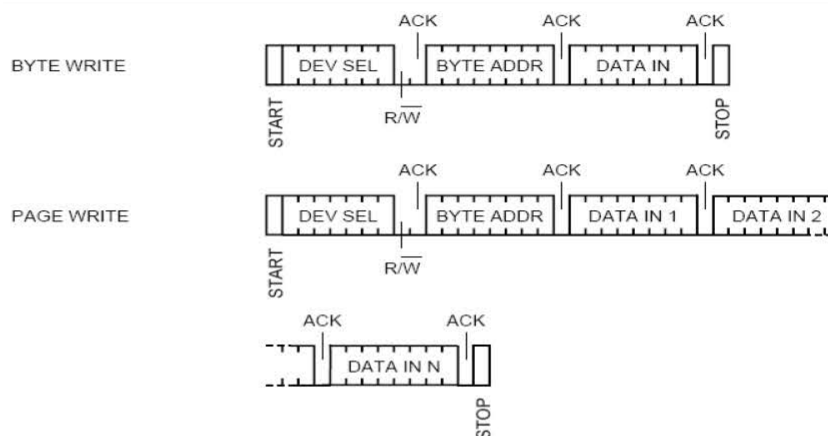 ACK ACK ACK
BYTE WRITE DEV SEL BYTE ADDR DATA IN
R/W̅
START STOP
ACK ACK ACK
PAGE WRITE DEV SEL BYTE ADDR DATA IN 1 DATA IN 2
R/W̅
START
ACK ACK
DATA IN N
STOP